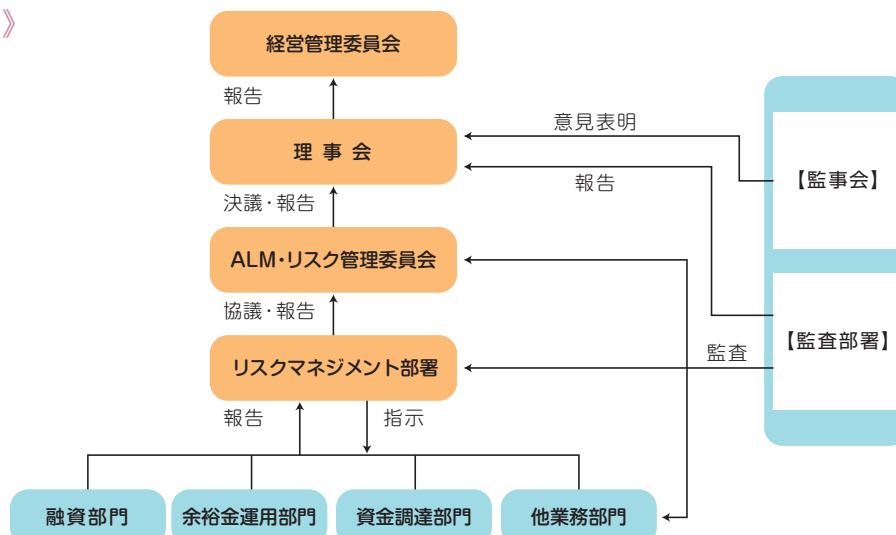 》
経営管理委員会
報告
意見表明
理事会
【監事会】
報告
決議・報告
ALM・リスク管理委員会
協議・報告
【監査部署】
監査
リスクマネジメント部署
報告
指示
融資部門
余裕金運用部門
資金調達部門
他業務部門